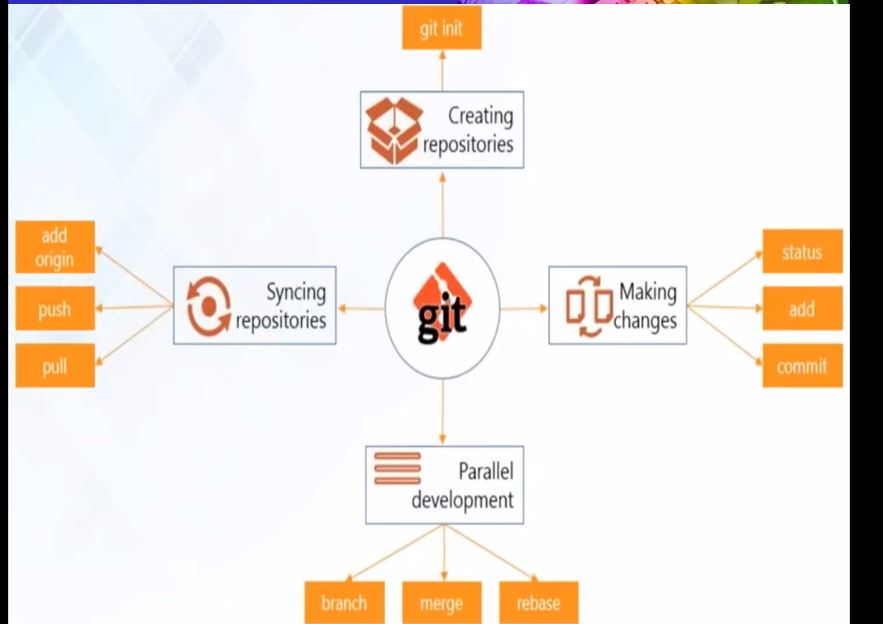 git init
Creating
repositories
add
origin
push
pull
Syncing
repositories
git
Making
changes
status
add
commit
Parallel
development
branch
merge
rebase